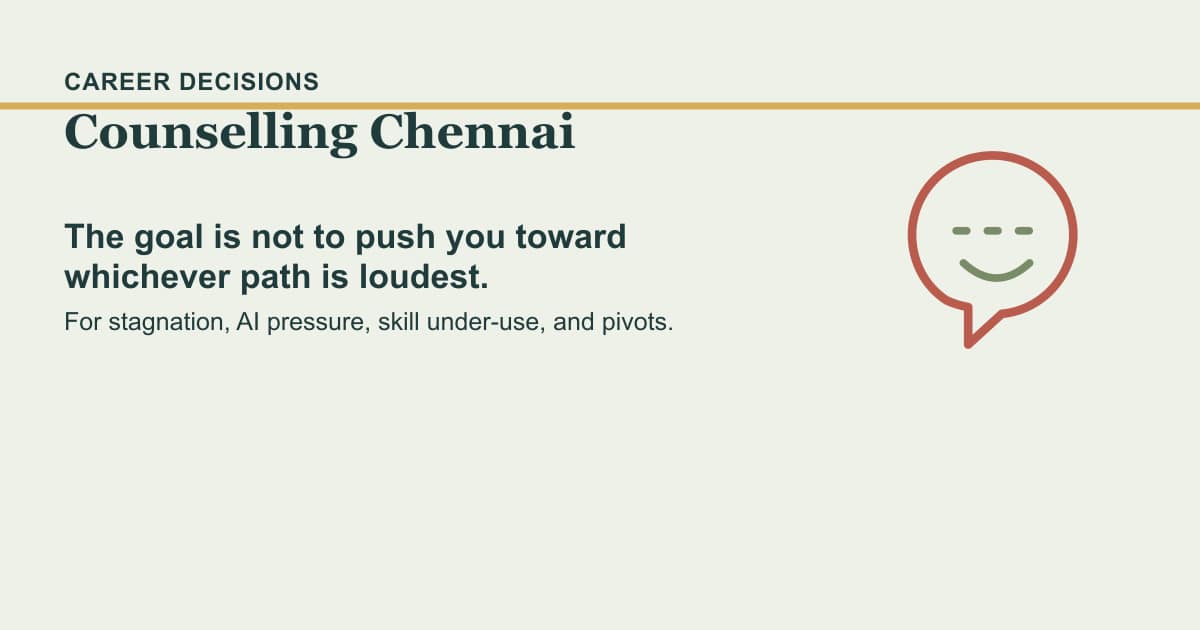 CAREER DECISIONS
Counselling Chennai
The goal is not to push you toward
whichever path is loudest.
For stagnation, AI pressure, skill under-use, and pivots.